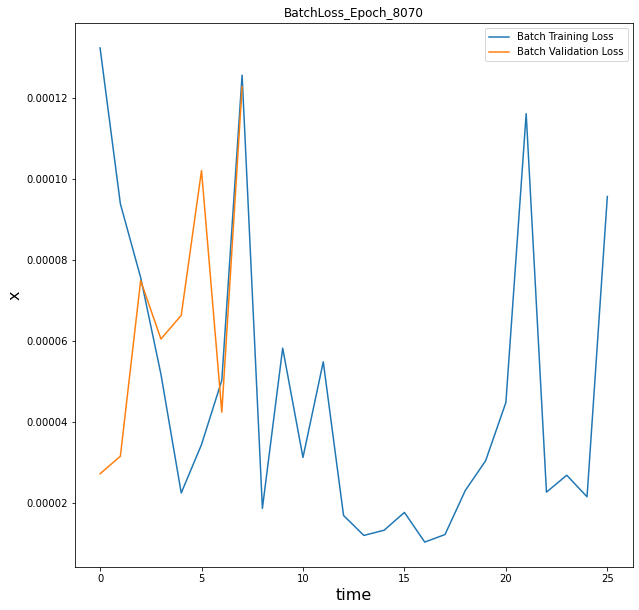 BatchLoss_Epoch_8070
Batch Training Loss
Batch Validation Loss
0.00012
0.00010
0.00008
0.00006
0.00004
0.00002
x
0 5 10 15 20 25
time